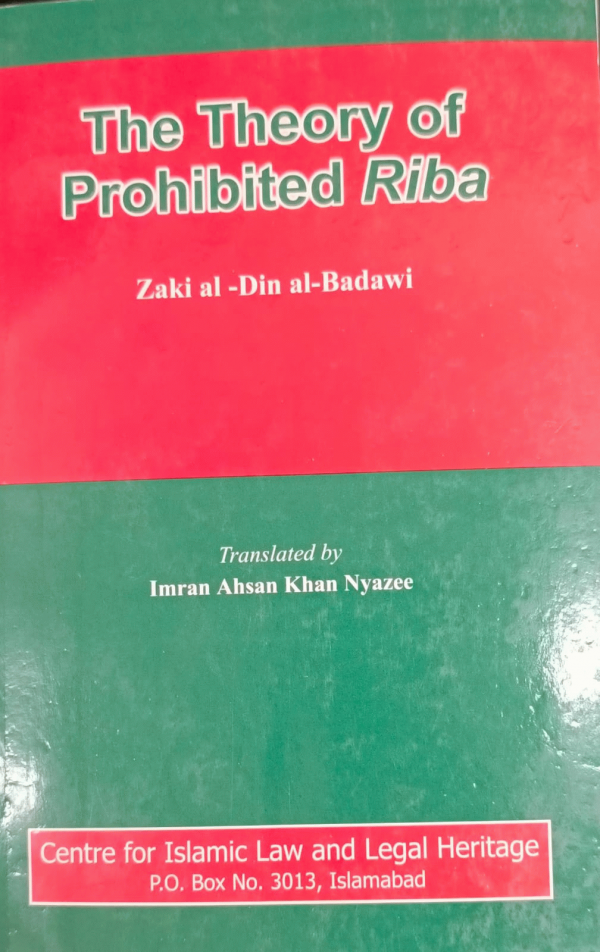 The Theory of
Prohibited Riba
Zaki al -Din al-Badawi
Translated by
Imran Ahsan Khan Nyazee
Centre for Islamic Law and Legal Heritage
P.O. Box No. 3013, Islamabad